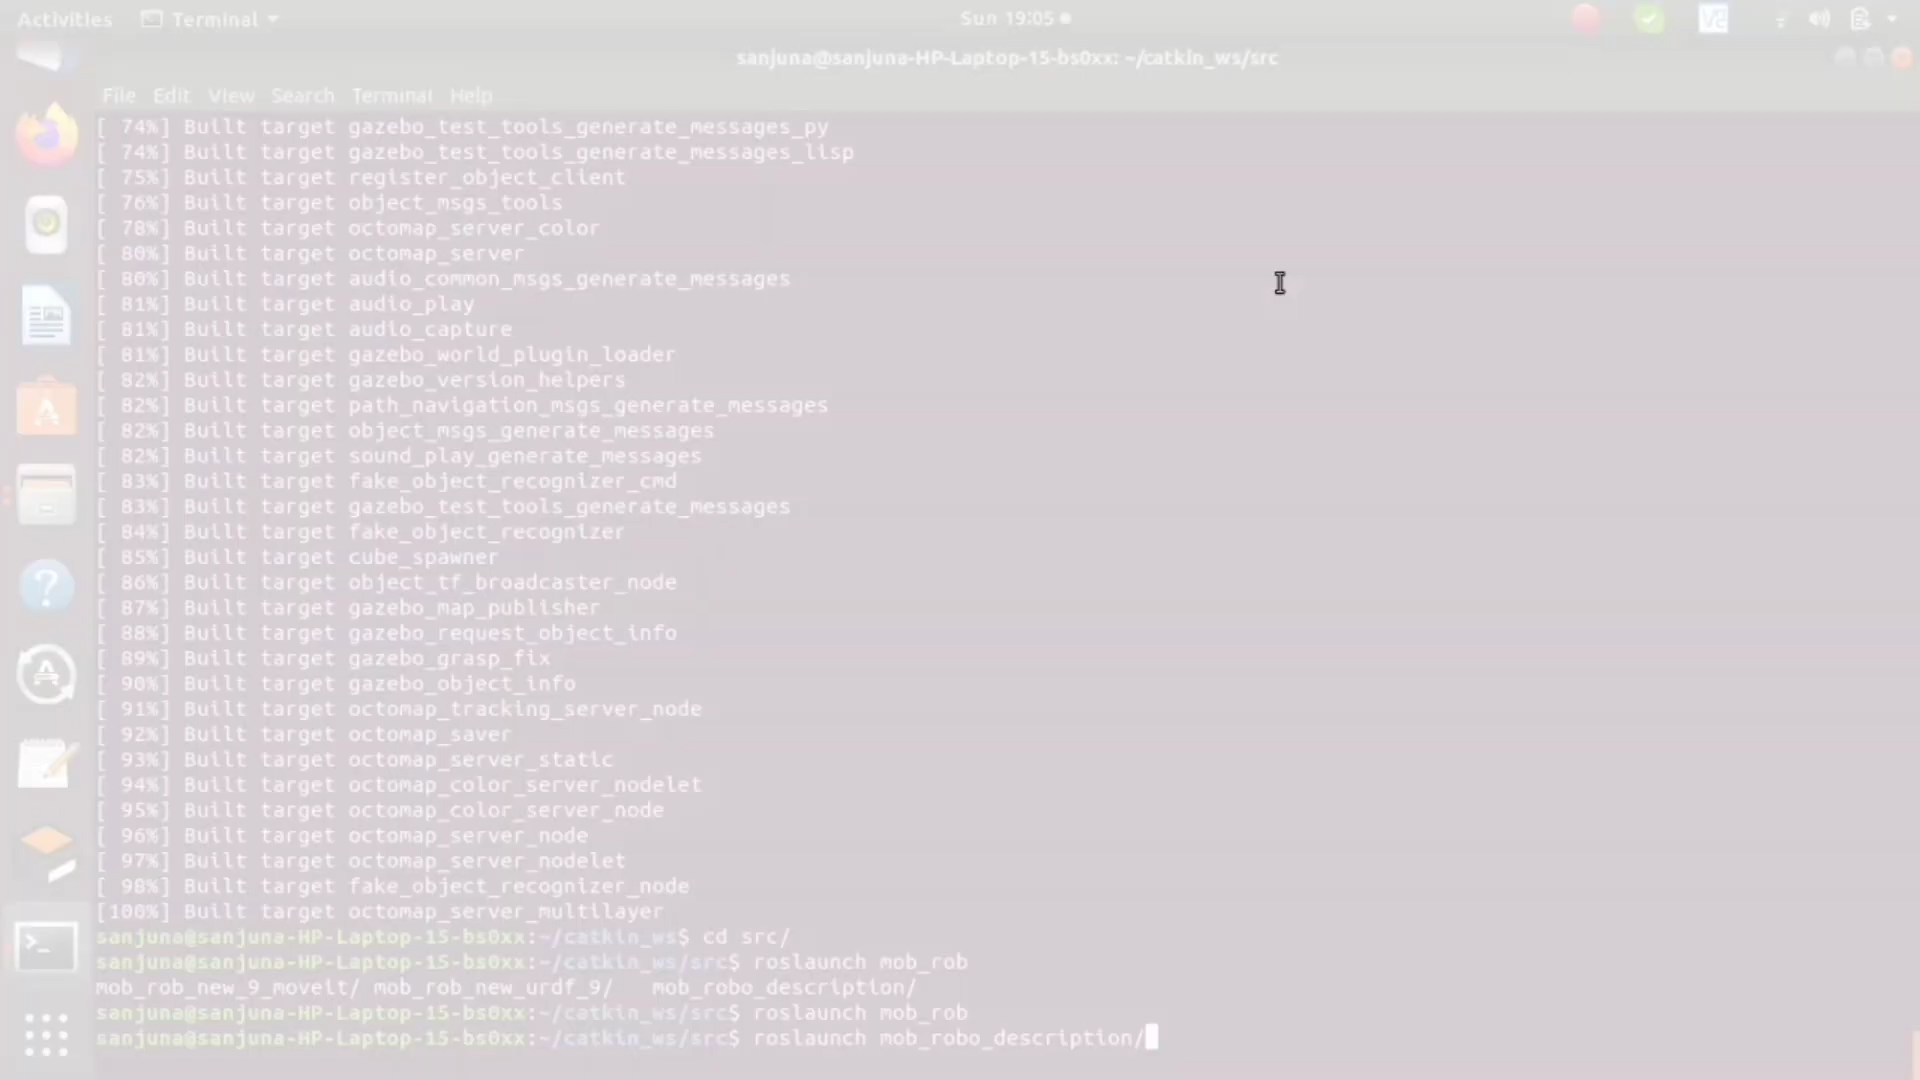 Activities Terminal Sun 19:05 V2
sanjuna@sanjuna-HP-Laptop-15-bs0xx: ~/catkin_ws/src
File Edit View Search Terminal Help
[ 74%] Built target gazebo_test_tools_generate_messages_py
[ 74%] Built target gazebo_test_tools_generate_messages_lisp
[ 75%] Built target register_object_client
[ 76%] Built target object_msgs_tools
[ 78%] Built target octomap_server_color
[ 80%] Built target octomap_server
[ 80%] Built target audio_common_msgs_generate_messages
[ 81%] Built target audio_play
[ 81%] Built target audio_capture
[ 81%] Built target gazebo_world_plugin_loader
[ 82%] Built target gazebo_version_helpers
[ 82%] Built target path_navigation_msgs_generate_messages
[ 82%] Built target object_msgs_generate_messages
[ 82%] Built target sound_play_generate_messages
[ 83%] Built target fake_object_recognizer_cmd
[ 83%] Built target gazebo_test_tools_generate_messages
[ 84%] Built target fake_object_recognizer
[ 85%] Built target cube_spawner
[ 86%] Built target object_tf_broadcaster_node
[ 87%] Built target gazebo_map_publisher
[ 88%] Built target gazebo_request_object_info
[ 89%] Built target gazebo_grasp_fix
[ 90%] Built target gazebo_object_info
[ 91%] Built target octomap_tracking_server_node
[ 92%] Built target octomap_saver
[ 93%] Built target octomap_server_static
[ 94%] Built target octomap_color_server_nodelet
[ 95%] Built target octomap_color_server_node
[ 96%] Built target octomap_server_node
[ 97%] Built target octomap_server_nodelet
[ 98%] Built target fake_object_recognizer_node
[100%] Built target octomap_server_multilayer
sanjuna@sanjuna-HP-Laptop-15-bs0xx:~/catkin_ws$ cd src/
sanjuna@sanjuna-HP-Laptop-15-bs0xx:~/catkin_ws/src$ roslaunch mob_rob
mob_rob_new_9_moveit/ mob_rob_new_urdf_9/ mob_robo_description/
sanjuna@sanjuna-HP-Laptop-15-bs0xx:~/catkin_ws/src$ roslaunch mob_rob
sanjuna@sanjuna-HP-Laptop-15-bs0xx:~/catkin_ws/src$ roslaunch mob_robo_description/